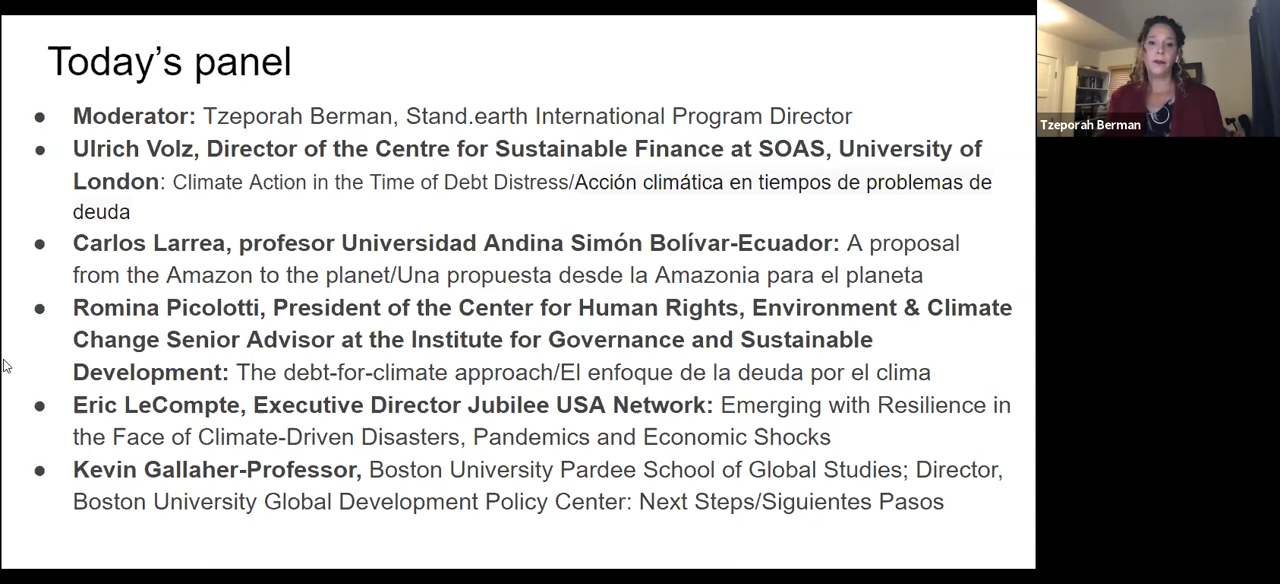 Today's panel
● Moderator: Tzeporah Berman, Stand.earth International Program Director
● Ulrich Volz, Director of the Centre for Sustainable Finance at SOAS, University of
London: Climate Action in the Time of Debt Distress/Acción climática en tiempos de problemas de
deuda
● Carlos Larrea, profesor Universidad Andina Simón Bolívar-Ecuador: A proposal
from the Amazon to the planet/Una propuesta desde la Amazonia para el planeta
● Romina Picolotti, President of the Center for Human Rights, Environment & Climate
Change Senior Advisor at the Institute for Governance and Sustainable
Development: The debt-for-climate approach/El enfoque de la deuda por el clima
● Eric LeCompte, Executive Director Jubilee USA Network: Emerging with Resilience in
the Face of Climate-Driven Disasters, Pandemics and Economic Shocks
● Kevin Gallaher-Professor, Boston University Pardee School of Global Studies; Director,
Boston University Global Development Policy Center: Next Steps/Siguientes Pasos
Tzeporah Berman